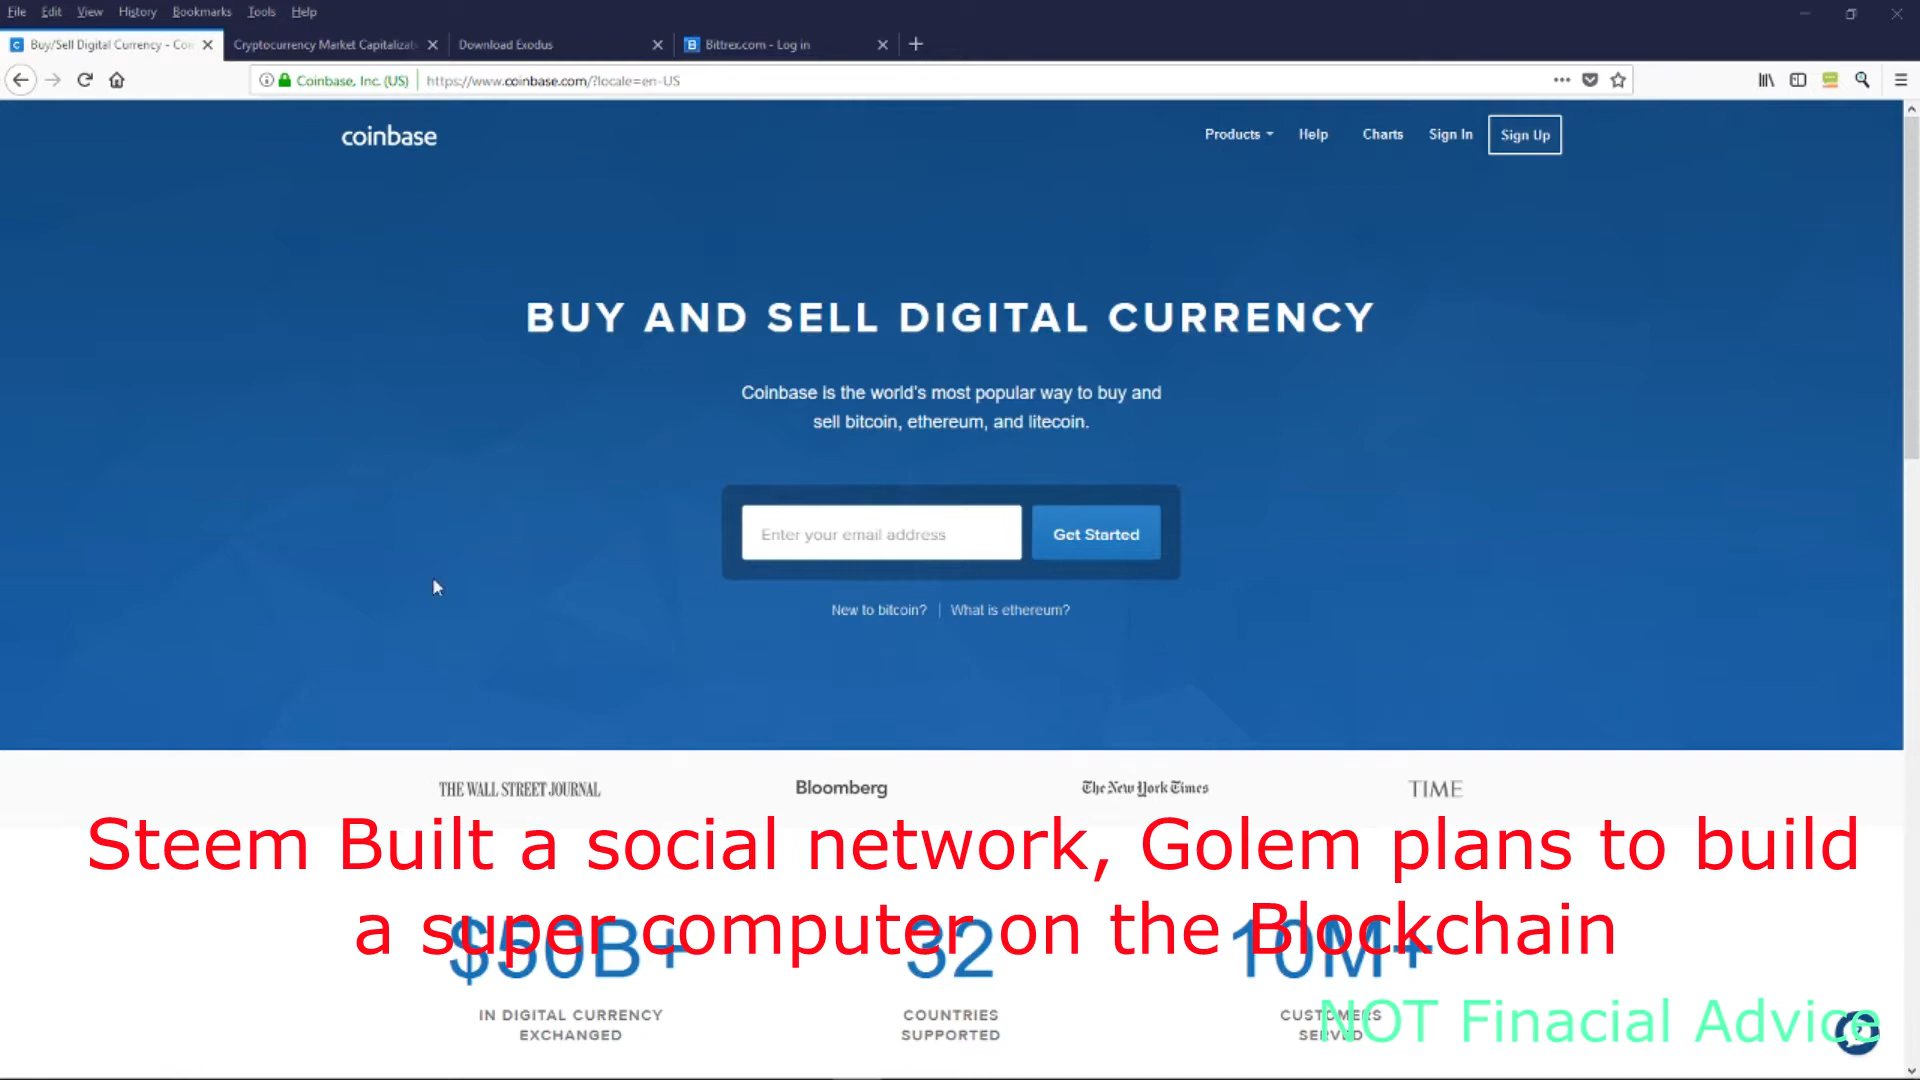 File Edit View History Bookmarks Tools Help
Buy/Sell Digital Currency - Coi
Cryptocurrency Market Capitalizat
Download Exodus
Bittrex.com - Log in
Coinbase, Inc. (US)
https://www.coinbase.com/?locale=en-US
coinbase
Products Help Charts Sign In Sign Up
BUY AND SELL DIGITAL CURRENCY
Coinbase is the world's most popular way to buy and
sell bitcoin, ethereum, and litecoin.
Enter your email address Get Started
New to bitcoin? | What is ethereum?
THE WALL STREET JOURNAL Bloomberg The New York Times TIME
Steem Built a social network, Golem plans to build
a super computer on the Blockchain
$50B+ 32 10M+
IN DIGITAL CURRENCY
EXCHANGED
COUNTRIES
SUPPORTED
CUSTOMERS
SERVED
NOT Finacial Advice